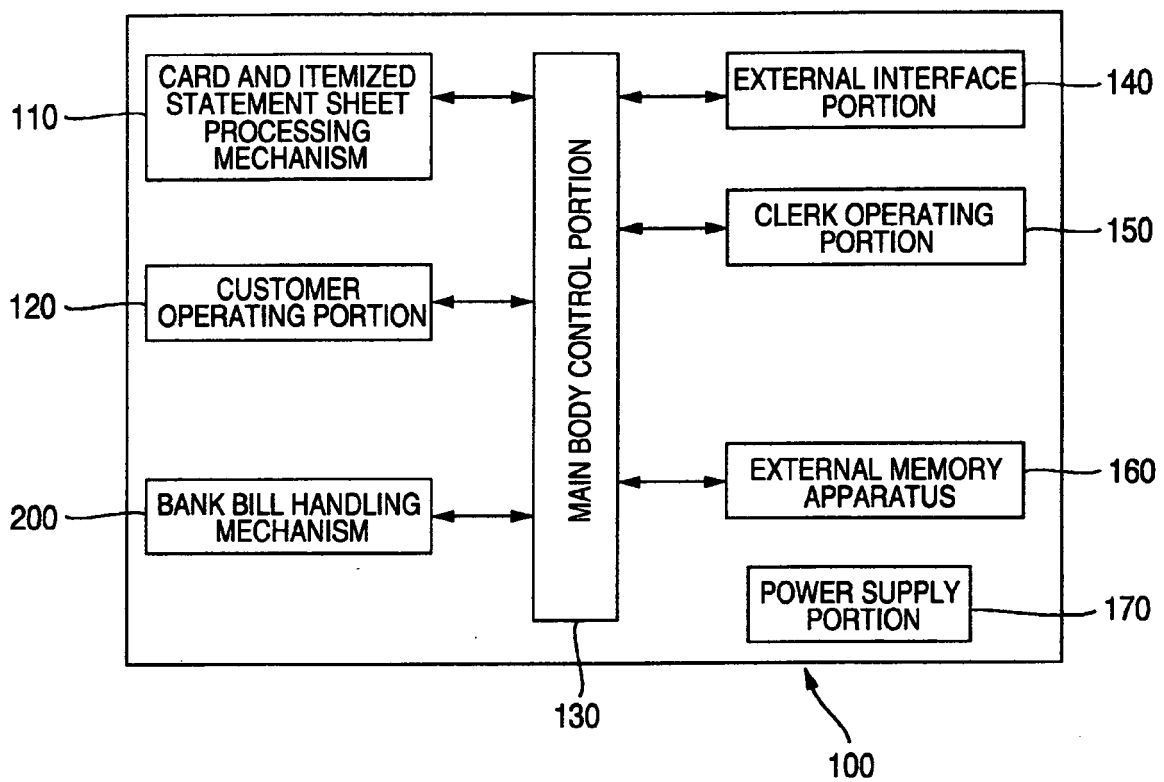 110
CARD AND ITEMIZED
STATEMENT SHEET
PROCESSING
MECHANISM
120
CUSTOMER
OPERATING PORTION
200
BANK BILL HANDLING
MECHANISM
MAIN BODY CONTROL PORTION
130
EXTERNAL INTERFACE
PORTION
140
CLERK OPERATING
PORTION
150
EXTERNAL MEMORY
APPARATUS
160
POWER SUPPLY
PORTION
170
100